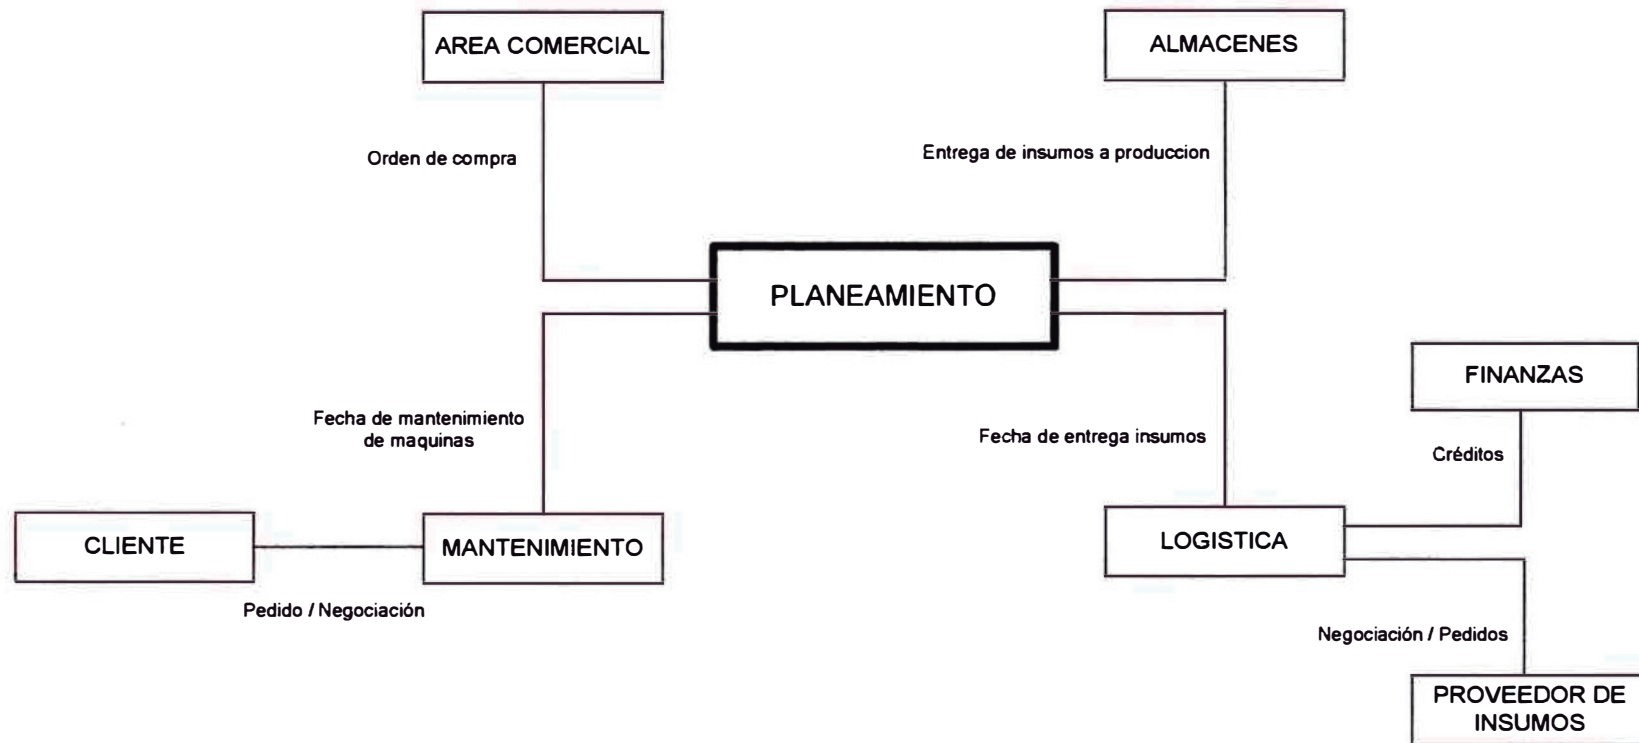 AREA COMERCIAL
ALMACENES
Orden de compra
Entrega de insumos a produccion
PLANEAMIENTO
FINANZAS
Fecha de mantenimiento
de maquinas
Fecha de entrega insumos
Créditos
CLIENTE
MANTENIMIENTO
LOGISTICA
Pedido / Negociación
Negociación / Pedidos
PROVEEDOR DE
INSUMOS